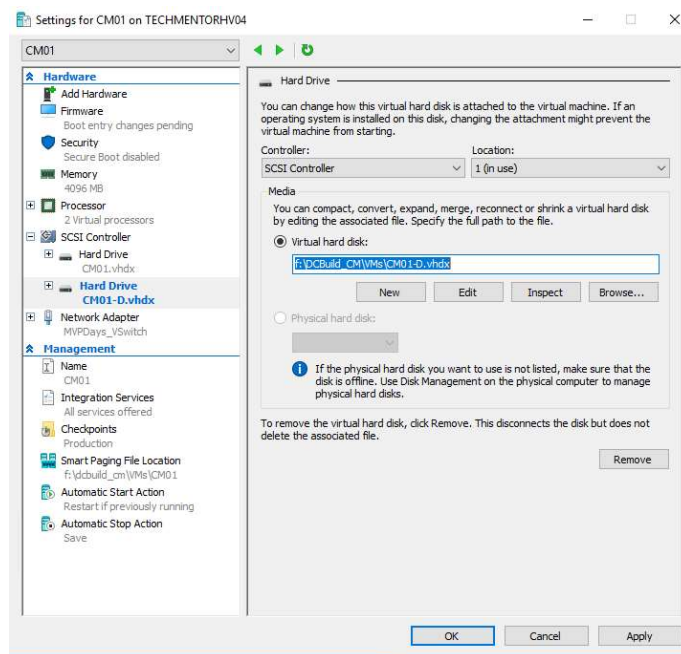 Settings for CM01 on TECHMENTORHV04
CM01
Hardware
Add Hardware
Firmware
Boot entry changes pending
Security
Secure Boot disabled
Memory
4096 MB
Processor
2 Virtual processors
SCSI Controller
Hard Drive
CM01.vhdx
Hard Drive
CM01-D.vhdx
Network Adapter
MVPDays_VSwitch
Management
Name
CM01
Integration Services
All services offered
Checkpoints
Production
Smart Paging File Location
f:\dcbuild_cm\VMs\CM01
Automatic Start Action
Restart if previously running
Automatic Stop Action
Save
Hard Drive
You can change how this virtual hard disk is attached to the virtual machine. If an
operating system is installed on this disk, changing the attachment might prevent the
virtual machine from starting.
Controller: Location:
SCSI Controller 1 (in use)
Media
You can compact, convert, expand, merge, reconnect or shrink a virtual hard disk
by editing the associated file. Specify the full path to the file.
Virtual hard disk:
f:\DCBuild_CM\VMs\CM01-D.vhdx
New Edit Inspect Browse...
Physical hard disk:
If the physical hard disk you want to use is not listed, make sure that the
disk is offline. Use Disk Management on the physical computer to manage
physical hard disks.
To remove the virtual hard disk, click Remove. This disconnects the disk but does not
delete the associated file.
Remove
OK Cancel Apply